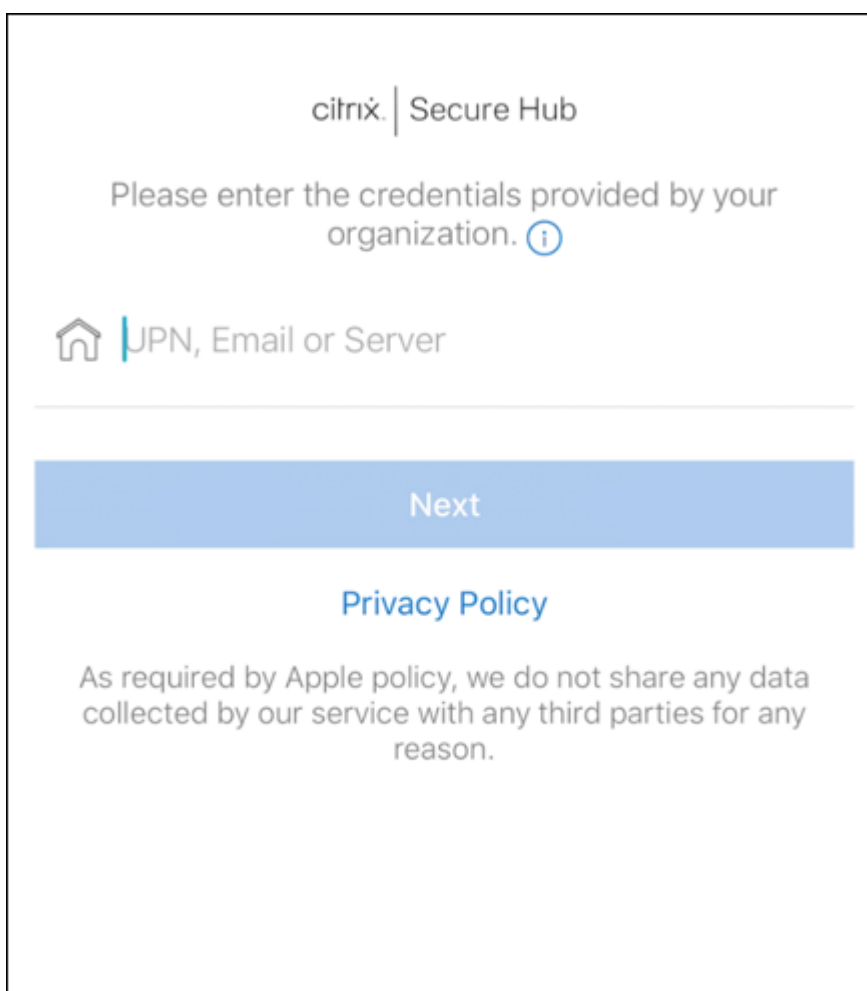 citrix. | Secure Hub
Please enter the credentials provided by your
organization.
UPN, Email or Server
Next
Privacy Policy
As required by Apple policy, we do not share any data
collected by our service with any third parties for any
reason.